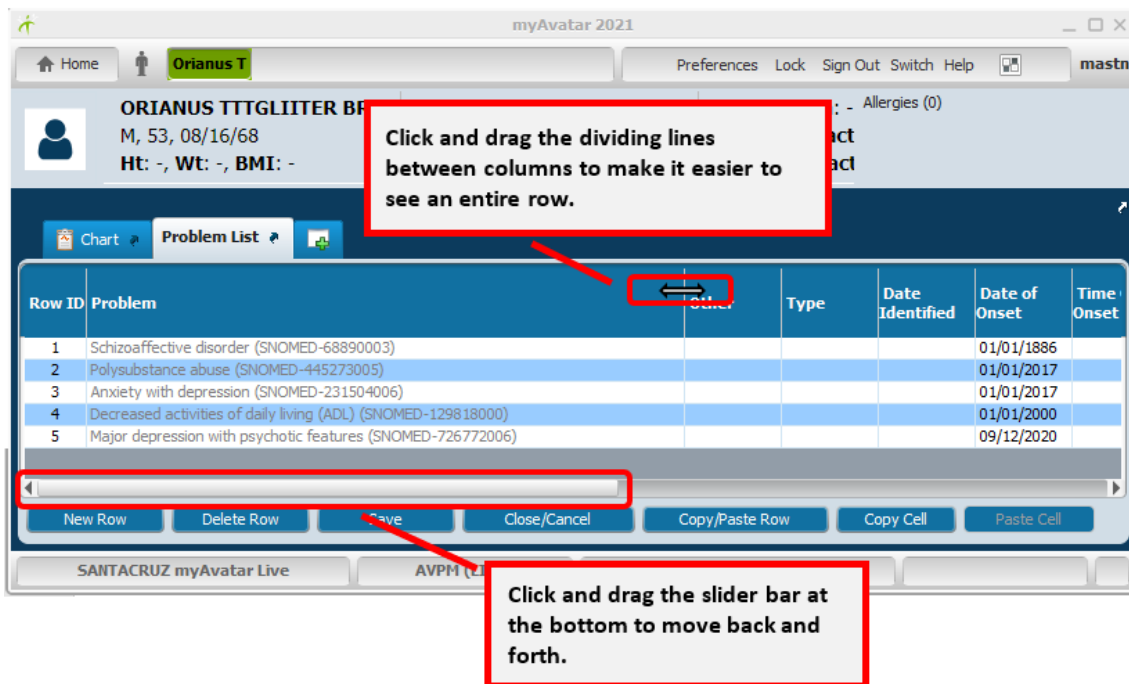 myAvatar 2021
Home Orianus T Preferences Lock Sign Out Switch Help mastn
ORIANUS TTTGLIITER BR : - Allergies (0)
M, 53, 08/16/68
Ht: -, Wt: -, BMI: -
Click and drag the dividing lines
between columns to make it easier to
see an entire row.
Chart Problem List
Row ID Problem Other Type Date Identified Date of Onset Time Onset
1 Schizoaffective disorder (SNOMED-68890003) 01/01/1886
2 Polysubstance abuse (SNOMED-445273005) 01/01/2017
3 Anxiety with depression (SNOMED-231504006) 01/01/2017
4 Decreased activities of daily living (ADL) (SNOMED-129818000) 01/01/2000
5 Major depression with psychotic features (SNOMED-726772006) 09/12/2020
New Row Delete Row Save Close/Cancel Copy/Paste Row Copy Cell Paste Cell
SANTACRUZ myAvatar Live AVPM
Click and drag the slider bar at
the bottom to move back and
forth.